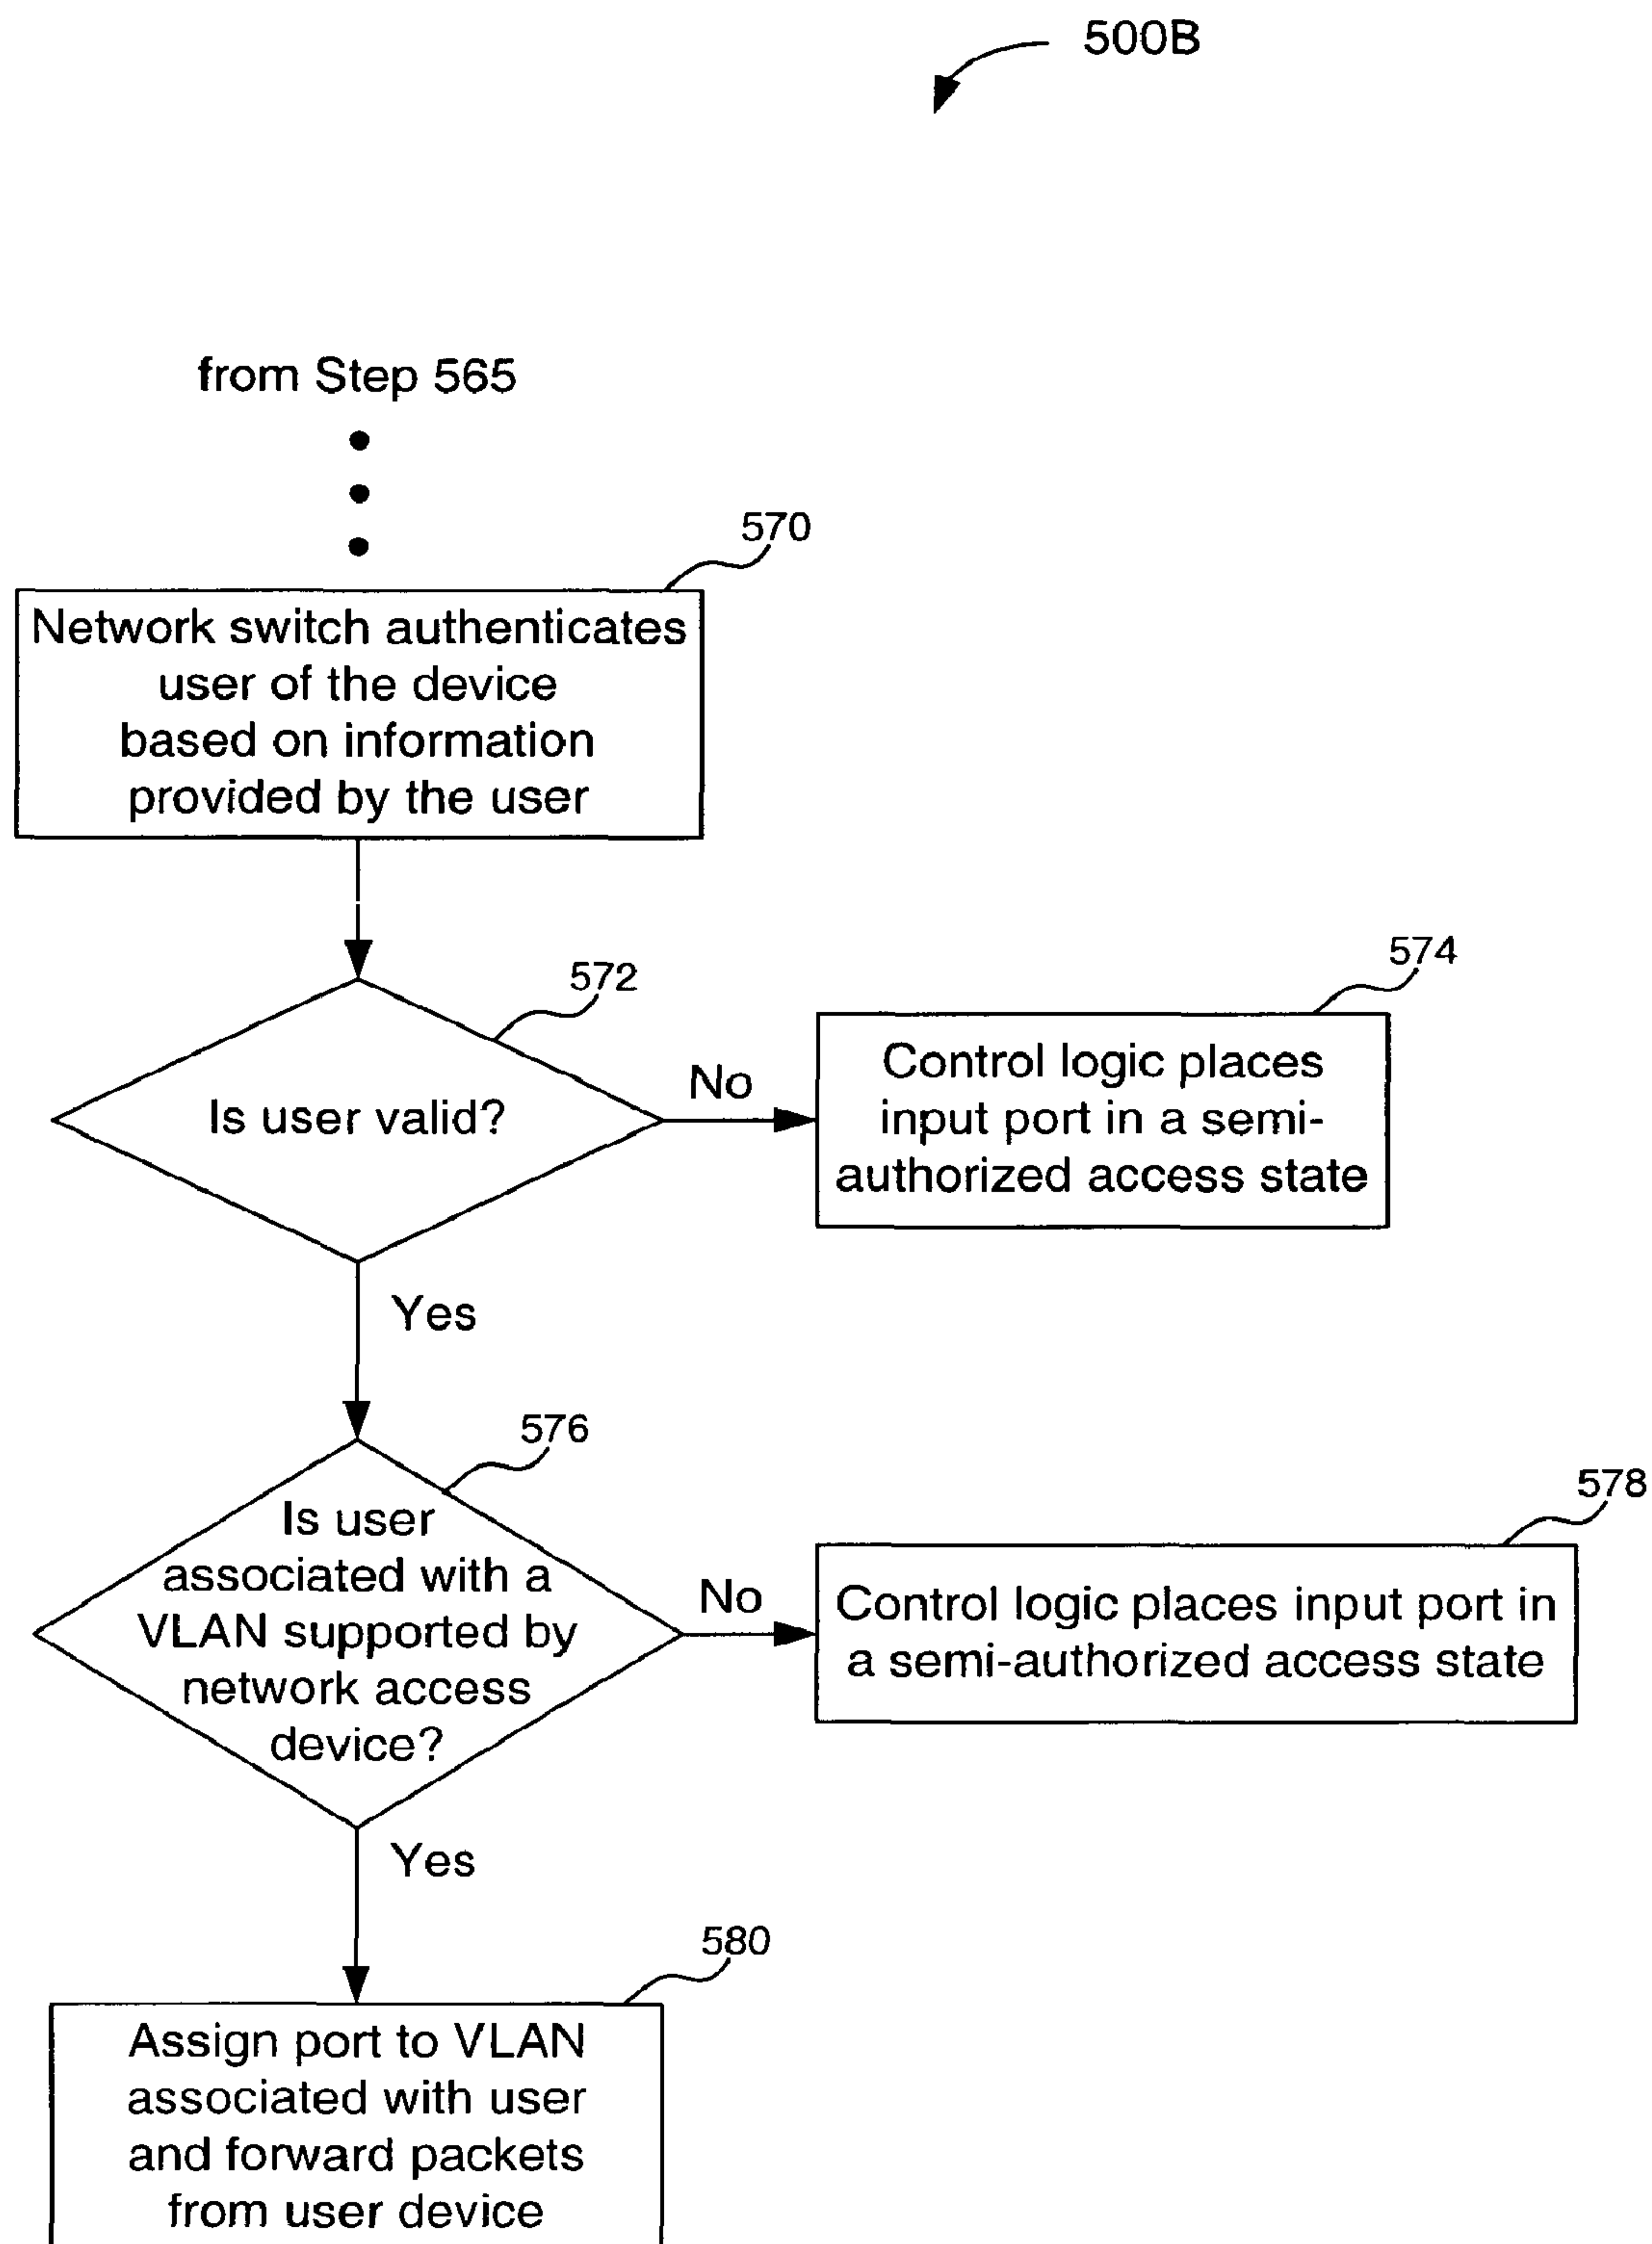 500B
from Step 565
570
Network switch authenticates
user of the device
based on information
provided by the user
572
Is user valid?
No
574
Control logic places
input port in a semi-
authorized access state
Yes
576
Is user
associated with a
VLAN supported by
network access
device?
No
578
Control logic places input port in
a semi-authorized access state
Yes
580
Assign port to VLAN
associated with user
and forward packets
from user device